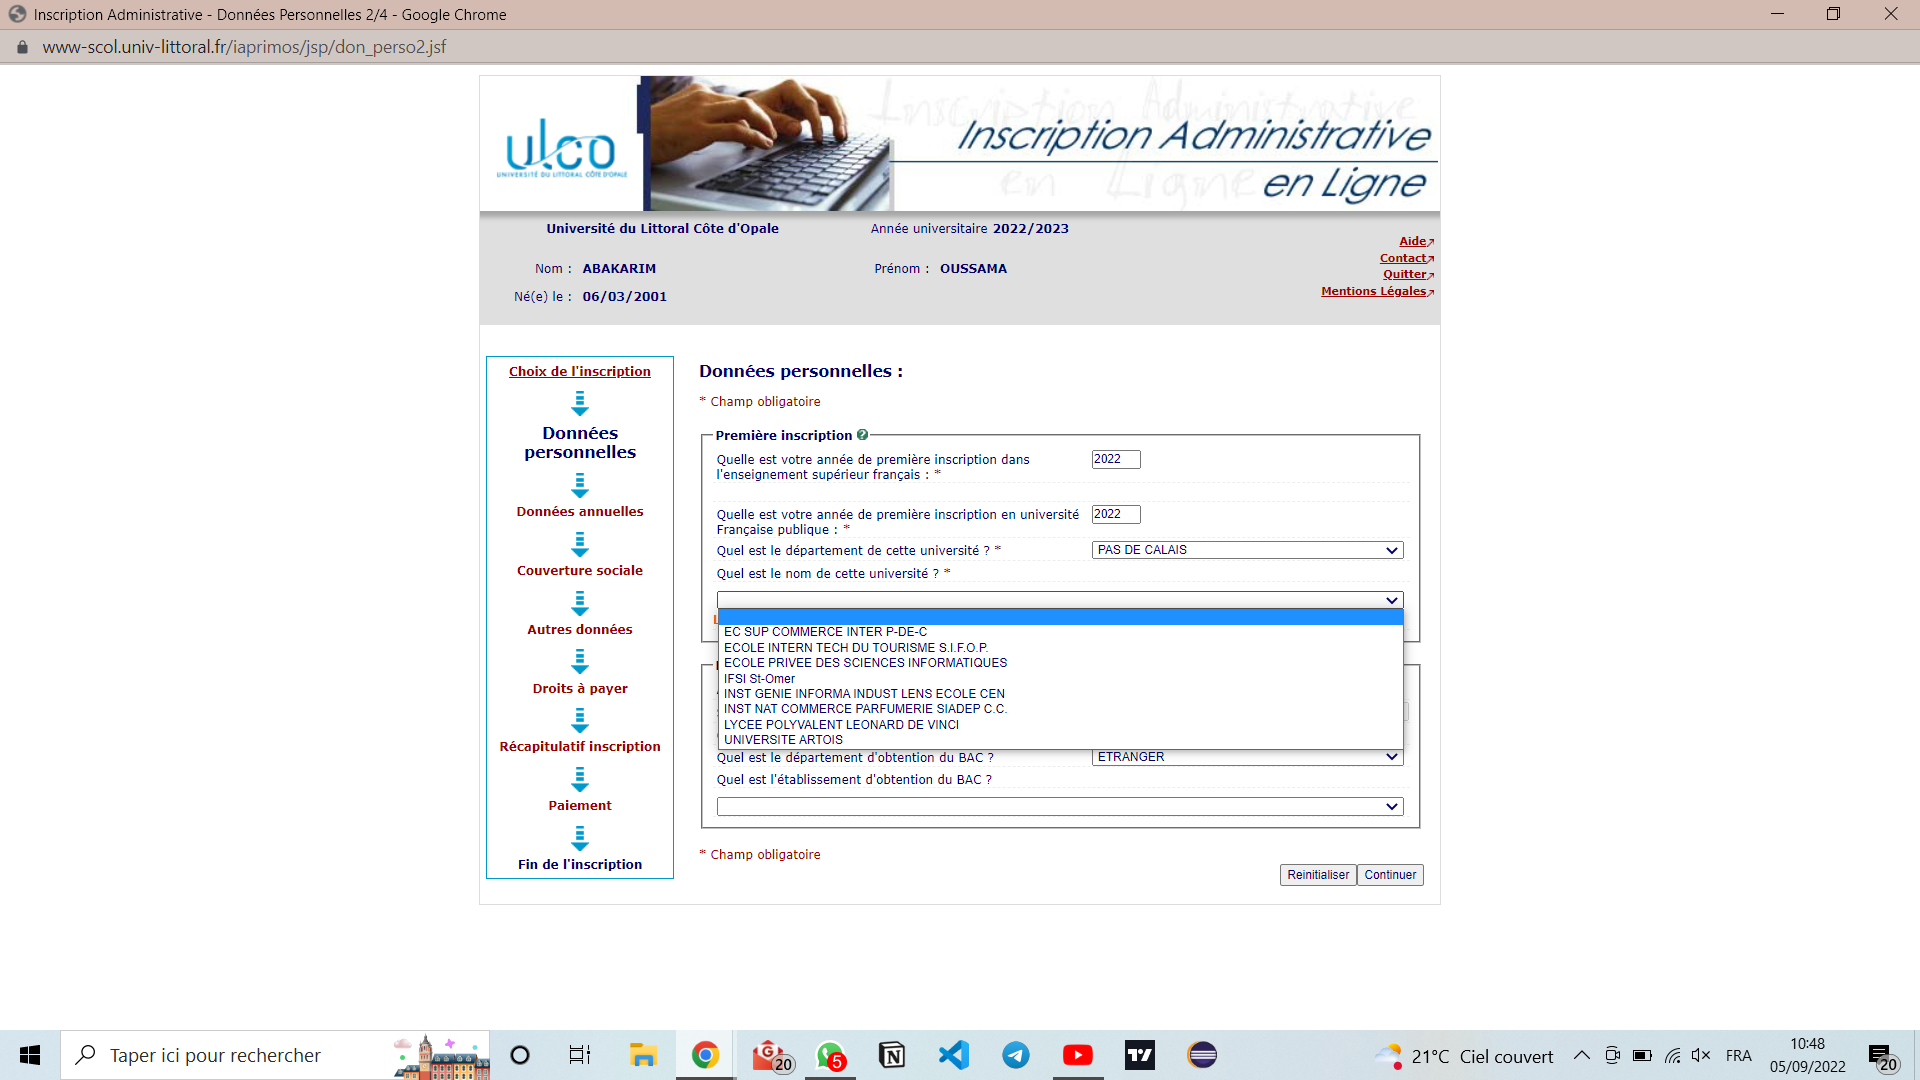 Inscription Administrative - Données Personnelles 2/4 - Google Chrome
www-scol.univ-littoral.fr/iaprimos/jsp/don_perso2.jsf
ulco
UNIVERSITÉ DU LITTORAL CÔTE D'OPALE
Inscription Administrative
en Ligne
Inscription Administrative
en Ligne
Université du Littoral Côte d'Opale
Année universitaire 2022/2023
Nom : ABAKARIM
Prénom : OUSSAMA
Né(e) le : 06/03/2001
Aide
Contact
Quitter
Mentions Légales
Choix de l'inscription
Données
personnelles
Données annuelles
Couverture sociale
Autres données
Droits à payer
Récapitulatif inscription
Paiement
Fin de l'inscription
Données personnelles :
* Champ obligatoire
Première inscription ?
Quelle est votre année de première inscription dans
l'enseignement supérieur français : *
2022
Quelle est votre année de première inscription en université
Française publique : *
2022
Quel est le département de cette université ? *
PAS DE CALAIS
Quel est le nom de cette université ? *
EC SUP COMMERCE INTER P-DE-C
ECOLE INTERN TECH DU TOURISME S.I.F.O.P.
ECOLE PRIVEE DES SCIENCES INFORMATIQUES
IFSI St-Omer
INST GENIE INFORMA INDUST LENS ECOLE CEN
INST NAT COMMERCE PARFUMERIE SIADEP C.C.
LYCEE POLYVALENT LEONARD DE VINCI
UNIVERSITE ARTOIS
Quel est le département d'obtention du BAC ?
ETRANGER
Quel est l'établissement d'obtention du BAC ?
* Champ obligatoire
Reinitialiser
Continuer
Taper ici pour rechercher
20
5
21°C Ciel couvert
FRA
10:48
05/09/2022
20